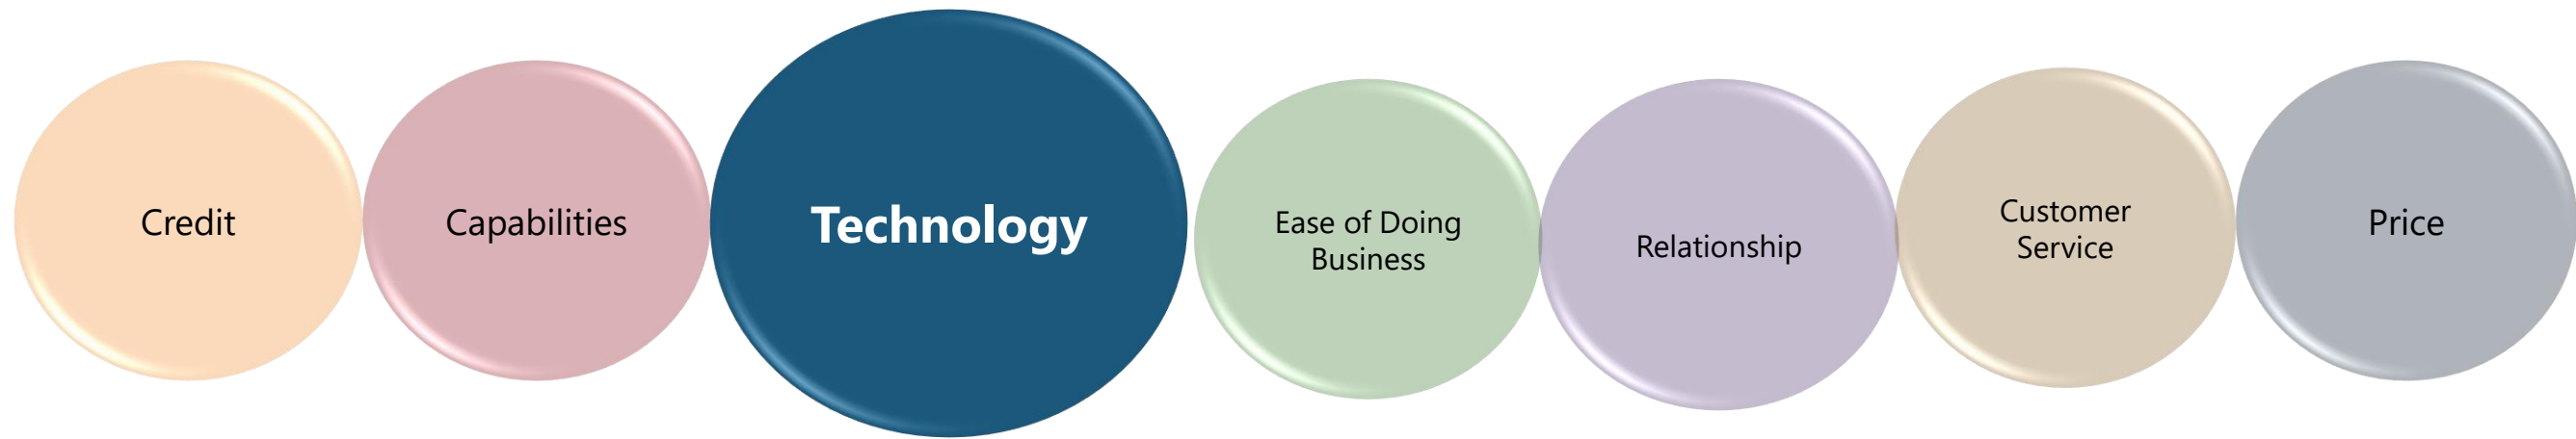 Credit
Capabilities
Technology
Ease of Doing
Business
Relationship
Customer
Service
Price